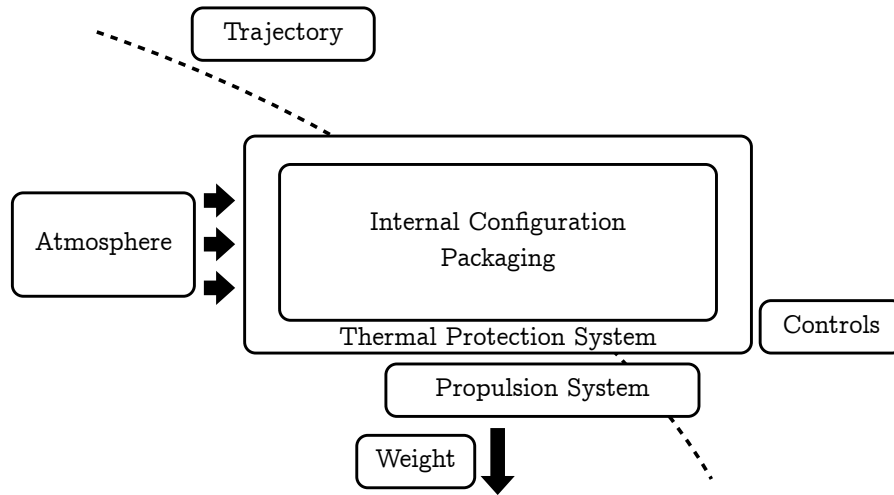 Trajectory
Atmosphere
Internal Configuration
Packaging
Thermal Protection System
Controls
Propulsion System
Weight